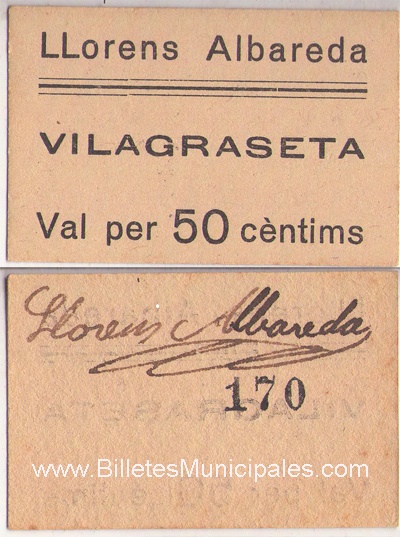 LLorens Albareda
VILAGRASETA
Val per 50 cèntims
Llorens Albareda
170
www.BilletesMunicipales.com